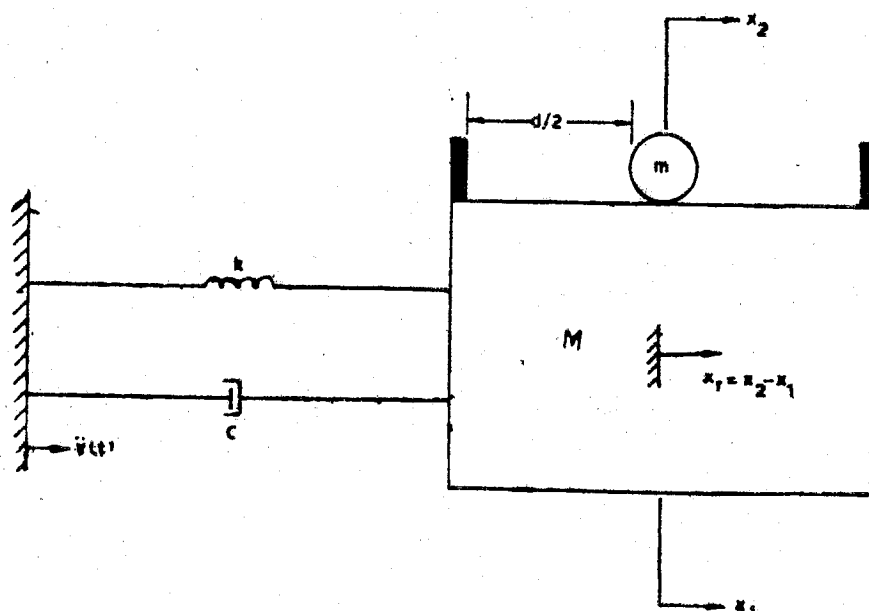 x₂
d/2
m
k
M
xᵣ = x₂-x₁
C
ÿ(t)
x₁